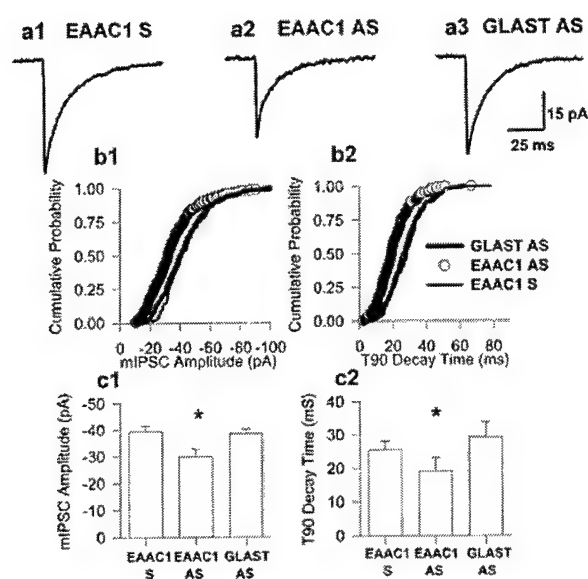 a1 EAAC1 S
a2 EAAC1 AS
a3 GLAST AS
15 pA
25 ms
b1
Cumulative Probability
1.00
0.75
0.50
0.25
0.00
0 -20 -40 -60 -80 -100
mIPSC Amplitude (pA)
b2
Cumulative Probability
1.00
0.75
0.50
0.25
0.00
0 20 40 60 80
T90 Decay Time (ms)
GLAST AS
EAAC1 AS
EAAC1 S
c1
mIPSC Amplitude (pA)
-50
-40
-30
-20
-10
0
*
EAAC1 S
EAAC1 AS
GLAST AS
c2
T90 Decay Time (mS)
40
30
20
10
0
*
EAAC1 S
EAAC1 AS
GLAST AS